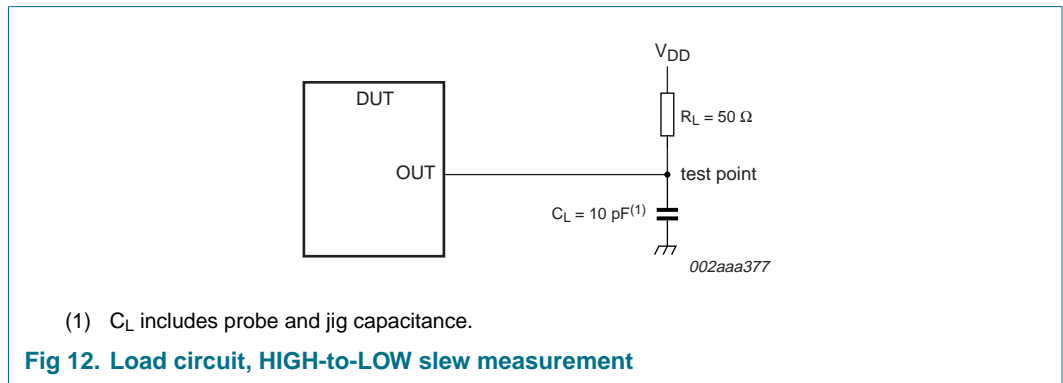 V_DD
DUT
R_L = 50 Ω
OUT
test point
C_L = 10 pF(1)
002aaa377
(1) C_L includes probe and jig capacitance.
Fig 12. Load circuit, HIGH-to-LOW slew measurement